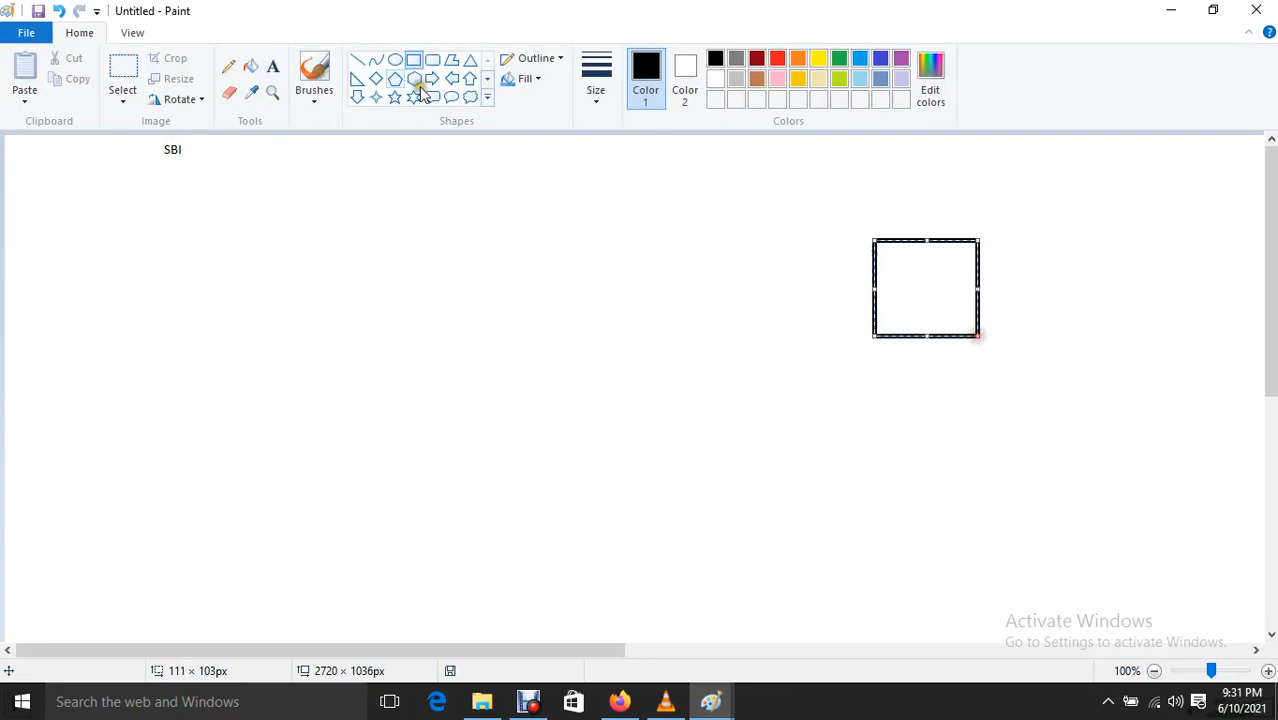 Untitled - Paint
File
Home
View
Paste
Cut
Copy
Clipboard
Select
Crop
Resize
Rotate
Image
Tools
Brushes
Shapes
Outline
Fill
Size
Color
1
Color
2
Colors
Edit
colors
SBI
Activate Windows
Go to Settings to activate Windows.
111 × 103px
2720 × 1036px
100%
Search the web and Windows
9:31 PM
6/10/2021